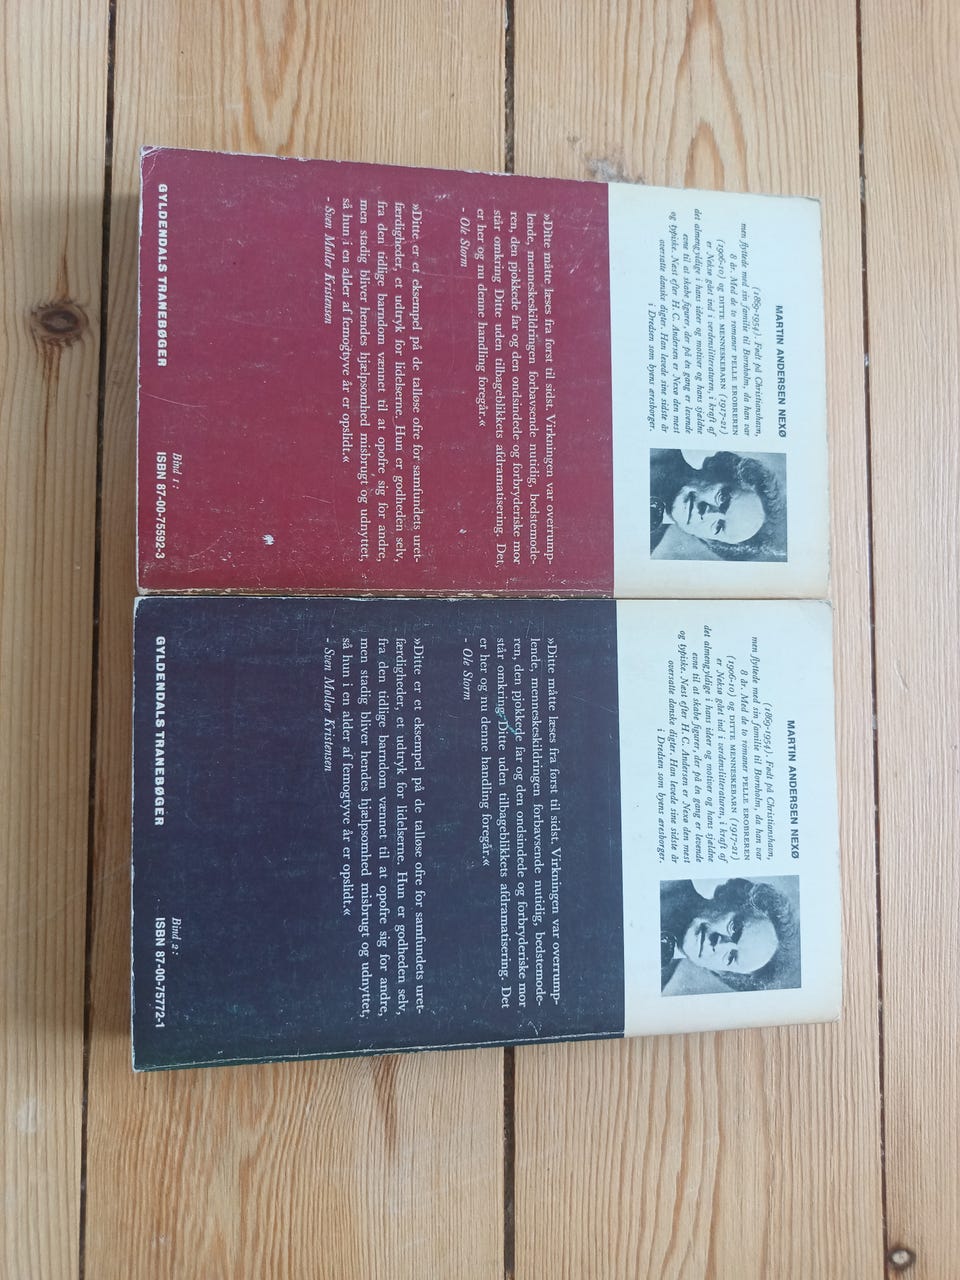 MARTIN ANDERSEN NEXØ
(1869-1954). Født på Christianshavn,
men flyttede med sin familie til Bornholm, da han var
8 år. Med de to romaner PELLE EROBREREN
(1906-10) og DITTE MENNESKEBARN (1917-21)
er Nexø gået ind i verdenslitteraturen, i kraft af
det almengyldige i hans ideer og motiver og hans sjældne
evne til at skabe figurer, der på én gang er levende
og typiske. Næst efter H. C. Andersen er Nexø den mest
oversatte danske digter. Han levede sine sidste år
i Dresden som byens æresborger.
»Ditte måtte læses fra først til sidst. Virkningen var overrump-
lende, menneskeskildringen forbavsende nutidig, bedstemode-
ren, den pjokkede far og den ondsindede og forbryderiske mor
står omkring Ditte uden tilbageblikkets afdramatisering. Det
er her og nu denne handling foregår.«
- Ole Storm
»Ditte er et eksempel på de talløse ofre for samfundets uret-
færdigheder, et udtryk for lidelserne. Hun er godheden selv,
fra den tidlige barndom vænnet til at opofre sig for andre,
men stadig bliver hendes hjælpsomhed misbrugt og udnyttet,
så hun i en alder af femogtyve år er opslidt.«
- Sven Møller Kristensen
Bind 1:
GYLDENDALS TRANEBØGER ISBN 87-00-75592-3
MARTIN ANDERSEN NEXØ
(1869-1954). Født på Christianshavn,
men flyttede med sin familie til Bornholm, da han var
8 år. Med de to romaner PELLE EROBREREN
(1906-10) og DITTE MENNESKEBARN (1917-21)
er Nexø gået ind i verdenslitteraturen, i kraft af
det almengyldige i hans ideer og motiver og hans sjældne
evne til at skabe figurer, der på én gang er levende
og typiske. Næst efter H. C. Andersen er Nexø den mest
oversatte danske digter. Han levede sine sidste år
i Dresden som byens æresborger.
»Ditte måtte læses fra først til sidst. Virkningen var overrump-
lende, menneskeskildringen forbavsende nutidig, bedstemode-
ren, den pjokkede far og den ondsindede og forbryderiske mor
står omkring Ditte uden tilbageblikkets afdramatisering. Det
er her og nu denne handling foregår.«
- Ole Storm
»Ditte er et eksempel på de talløse ofre for samfundets uret-
færdigheder, et udtryk for lidelserne. Hun er godheden selv,
fra den tidlige barndom vænnet til at opofre sig for andre,
men stadig bliver hendes hjælpsomhed misbrugt og udnyttet,
så hun i en alder af femogtyve år er opslidt.«
- Sven Møller Kristensen
Bind 2:
GYLDENDALS TRANEBØGER ISBN 87-00-75772-1